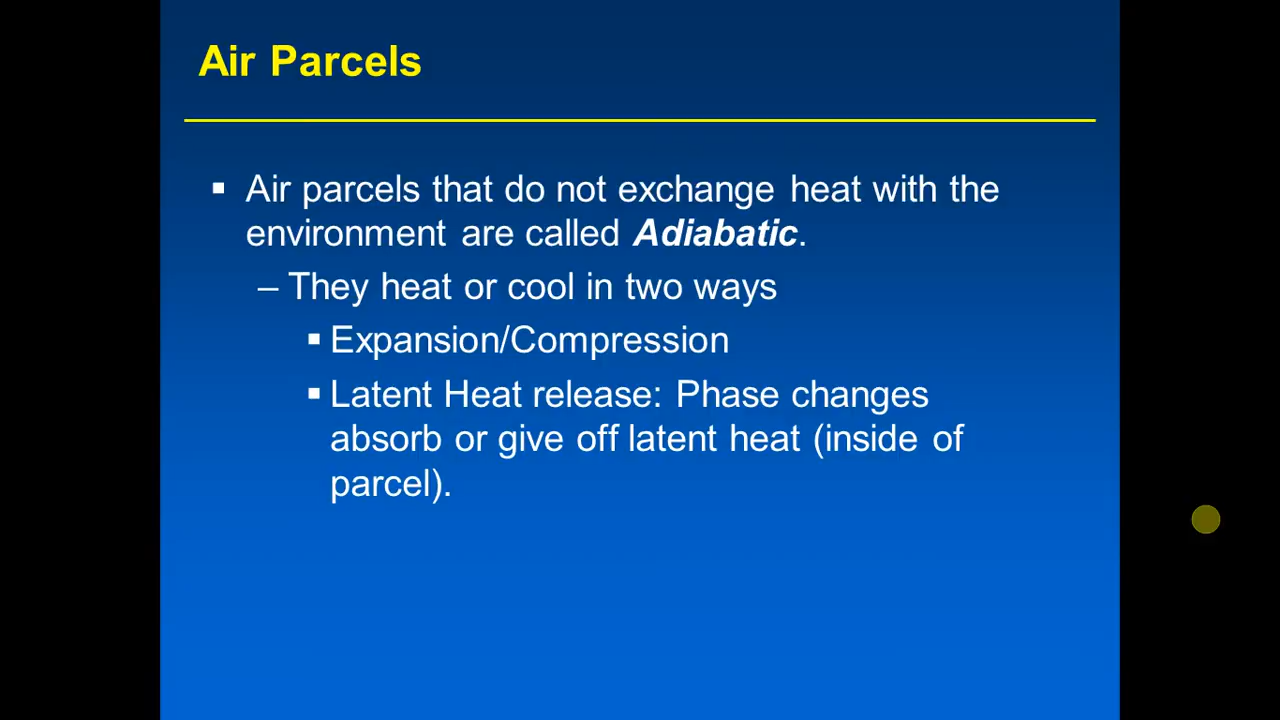 Air Parcels
▪ Air parcels that do not exchange heat with the
environment are called Adiabatic.
– They heat or cool in two ways
▪ Expansion/Compression
▪ Latent Heat release: Phase changes
absorb or give off latent heat (inside of
parcel).